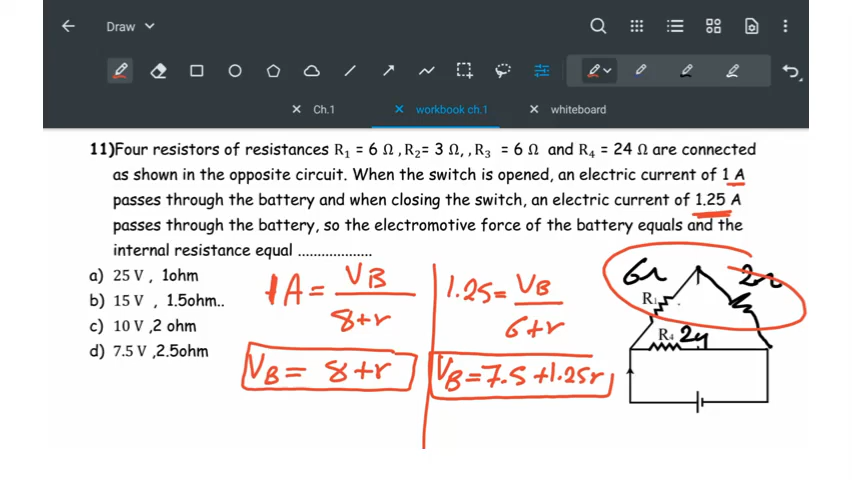 Draw
Ch.1
workbook ch.1
whiteboard
11)Four resistors of resistances R₁ = 6 Ω ,R₂= 3 Ω, ,R₃ = 6 Ω and R₄ = 24 Ω are connected
as shown in the opposite circuit. When the switch is opened, an electric current of 1 A
passes through the battery and when closing the switch, an electric current of 1.25 A
passes through the battery, so the electromotive force of the battery equals and the
internal resistance equal ...................
a) 25 V , 1ohm
b) 15 V , 1.5ohm..
c) 10 V ,2 ohm
d) 7.5 V ,2.5ohm
1A = VB / 8+r
VB = 8+r
1.25 = VB / 6+r
VB = 7.5 + 1.25r
6Ω
2Ω
R₁
R₄ 24